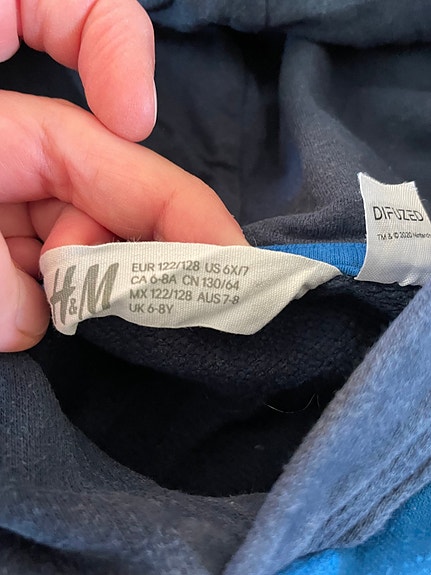 H&M
EUR 122/128 US 6X/7
CA 6-8A CN 130/64
MX 122/128 AUS 7-8
UK 6-8Y
DIFUZED
TM & © 2020